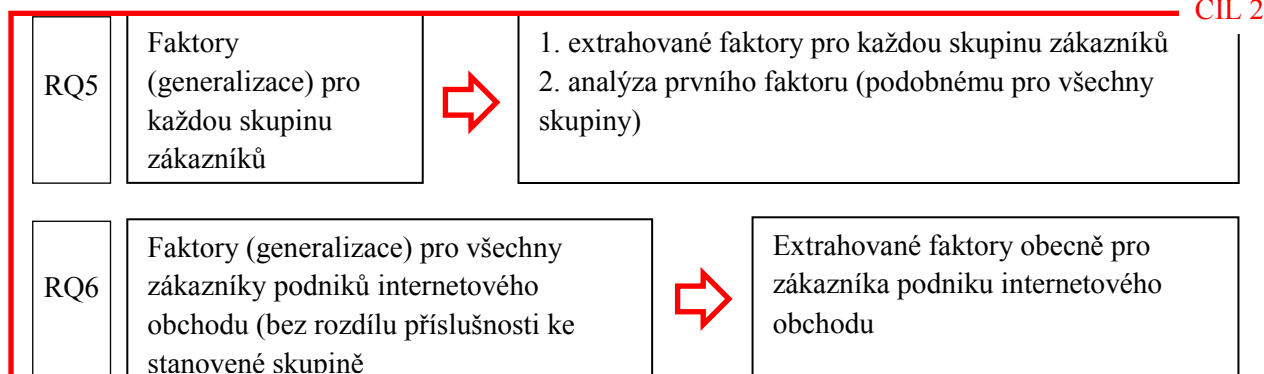 CÍL 2
RQ5
Faktory
(generalizace) pro
každou skupinu
zákazníků
1. extrahované faktory pro každou skupinu zákazníků
2. analýza prvního faktoru (podobnému pro všechny
skupiny)
RQ6
Faktory (generalizace) pro všechny
zákazníky podniků internetového
obchodu (bez rozdílu příslušnosti ke
stanovené skupině
Extrahované faktory obecně pro
zákazníka podniku internetového
obchodu